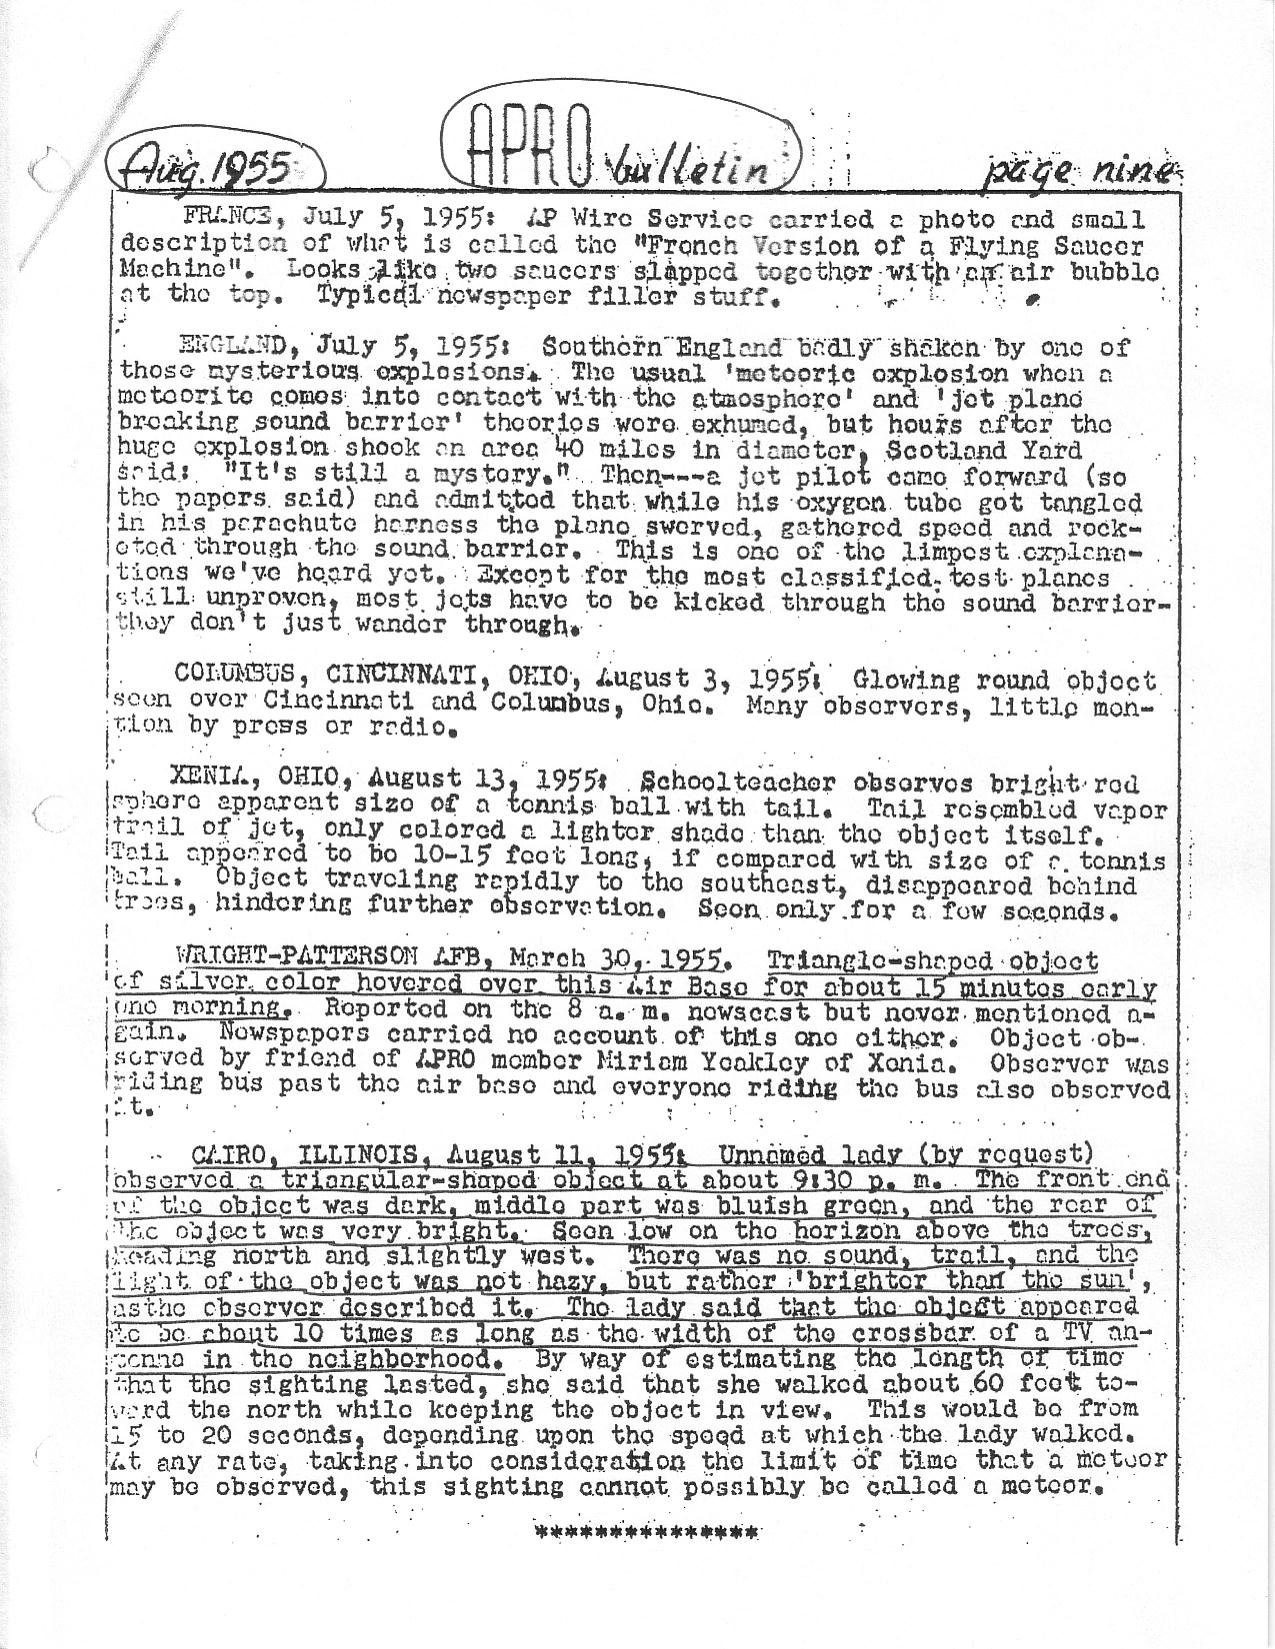 Aug. 1955
APRO bulletin
page nine
FRANCE, July 5, 1955: AP Wire Service carried a photo and small
description of what is called the "French Version of a Flying Saucer
Machine". Looks like two saucers slapped together with an air bubble
at the top. Typical newspaper filler stuff.
ENGLAND, July 5, 1955: Southern England badly shaken by one of
those mysterious explosions. The usual 'meteoric explosion when a
meteorite comes into contact with the atmosphere' and 'jet plane
breaking sound barrier' theories were exhumed, but hours after the
huge explosion shook an area 40 miles in diameter, Scotland Yard
said: "It's still a mystery." Then---a jet pilot came forward (so
the papers said) and admitted that while his oxygen tube got tangled
in his parachute harness the plane swerved, gathered speed and rock-
eted through the sound barrier. This is one of the limpest explana-
tions we've heard yet. Except for the most classified test planes
still unproven, most jets have to be kicked through the sound barrier-
they don't just wander through.
COLUMBUS, CINCINNATI, OHIO, August 3, 1955: Glowing round object
seen over Cincinnati and Columbus, Ohio. Many observers, little men-
tion by press or radio.
XENIA, OHIO, August 13, 1955: Schoolteacher observes bright red
sphere apparent size of a tennis ball with tail. Tail resembled vapor
trail of jet, only colored a lighter shade than the object itself.
Tail appeared to be 10-15 feet long, if compared with size of a tennis
ball. Object traveling rapidly to the southeast, disappeared behind
trees, hindering further observation. Seen only for a few seconds.
WRIGHT-PATTERSON AFB, March 30, 1955. Triangle-shaped object
of silver color hovered over this Air Base for about 15 minutes early
one morning. Reported on the 8 a. m. newscast but never mentioned a-
gain. Newspapers carried no account of this one either. Object ob-
served by friend of APRO member Miriam Yeakley of Xenia. Observer was
riding bus past the air base and everyone riding the bus also observed
it.
CAIRO, ILLINOIS, August 11, 1955: Unnamed lady (by request)
observed a triangular-shaped object at about 9:30 p. m. The front end
of the object was dark, middle part was bluish green, and the rear of
the object was very bright. Seen low on the horizon above the trees,
heading north and slightly west. There was no sound, trail, and the
light of the object was not hazy, but rather 'brighter than the sun',
asthe observer described it. The lady said that the object appeared
to be about 10 times as long as the width of the crossbar of a TV an-
tenna in the neighborhood. By way of estimating the length of time
that the sighting lasted, she said that she walked about 60 feet to-
ward the north while keeping the object in view. This would be from
15 to 20 seconds, depending upon the speed at which the lady walked.
At any rate, taking into consideration the limit of time that a meteor
may be observed, this sighting cannot possibly be called a meteor.
***************